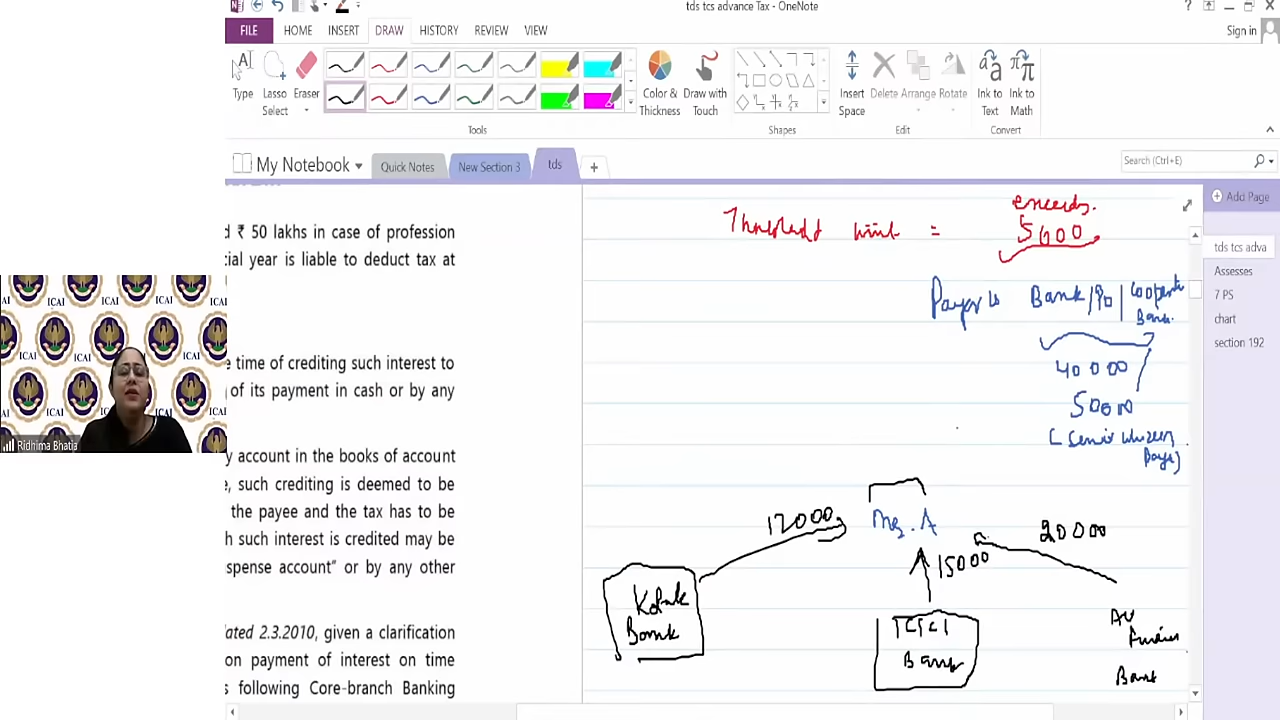 tds tcs advance Tax - OneNote
?
Sign in
FILE HOME INSERT DRAW HISTORY REVIEW VIEW
Type
Lasso Select
Eraser
Color & Thickness
Draw with Touch
Insert Space
Delete
Arrange
Rotate
Ink to Text
Ink to Math
Tools
Shapes
Edit
Convert
My Notebook
Quick Notes
New Section 3
tds
+
Search (Ctrl+E)
Add Page
tds tcs adva
Assesses
7 PS
chart
section 192
d ₹ 50 lakhs in case of profession
cial year is liable to deduct tax at
e time of crediting such interest to
of its payment in cash or by any
y account in the books of account
e, such crediting is deemed to be
the payee and the tax has to be
h such interest is credited may be
spense account" or by any other
lated 2.3.2010, given a clarification
on payment of interest on time
s following Core-branch Banking
ICAI
ICAI
ICAI
ICAI
ICAI
ICAI
Ridhima Bhatia
exceeds.
Threshold limit = 5000
Payer is Bank/PO/
Bank.
40000
50000
(Senior
12000
Mrs. A
20000
15000
Kotak
Bank
ICICI
Bank
AU
Bank